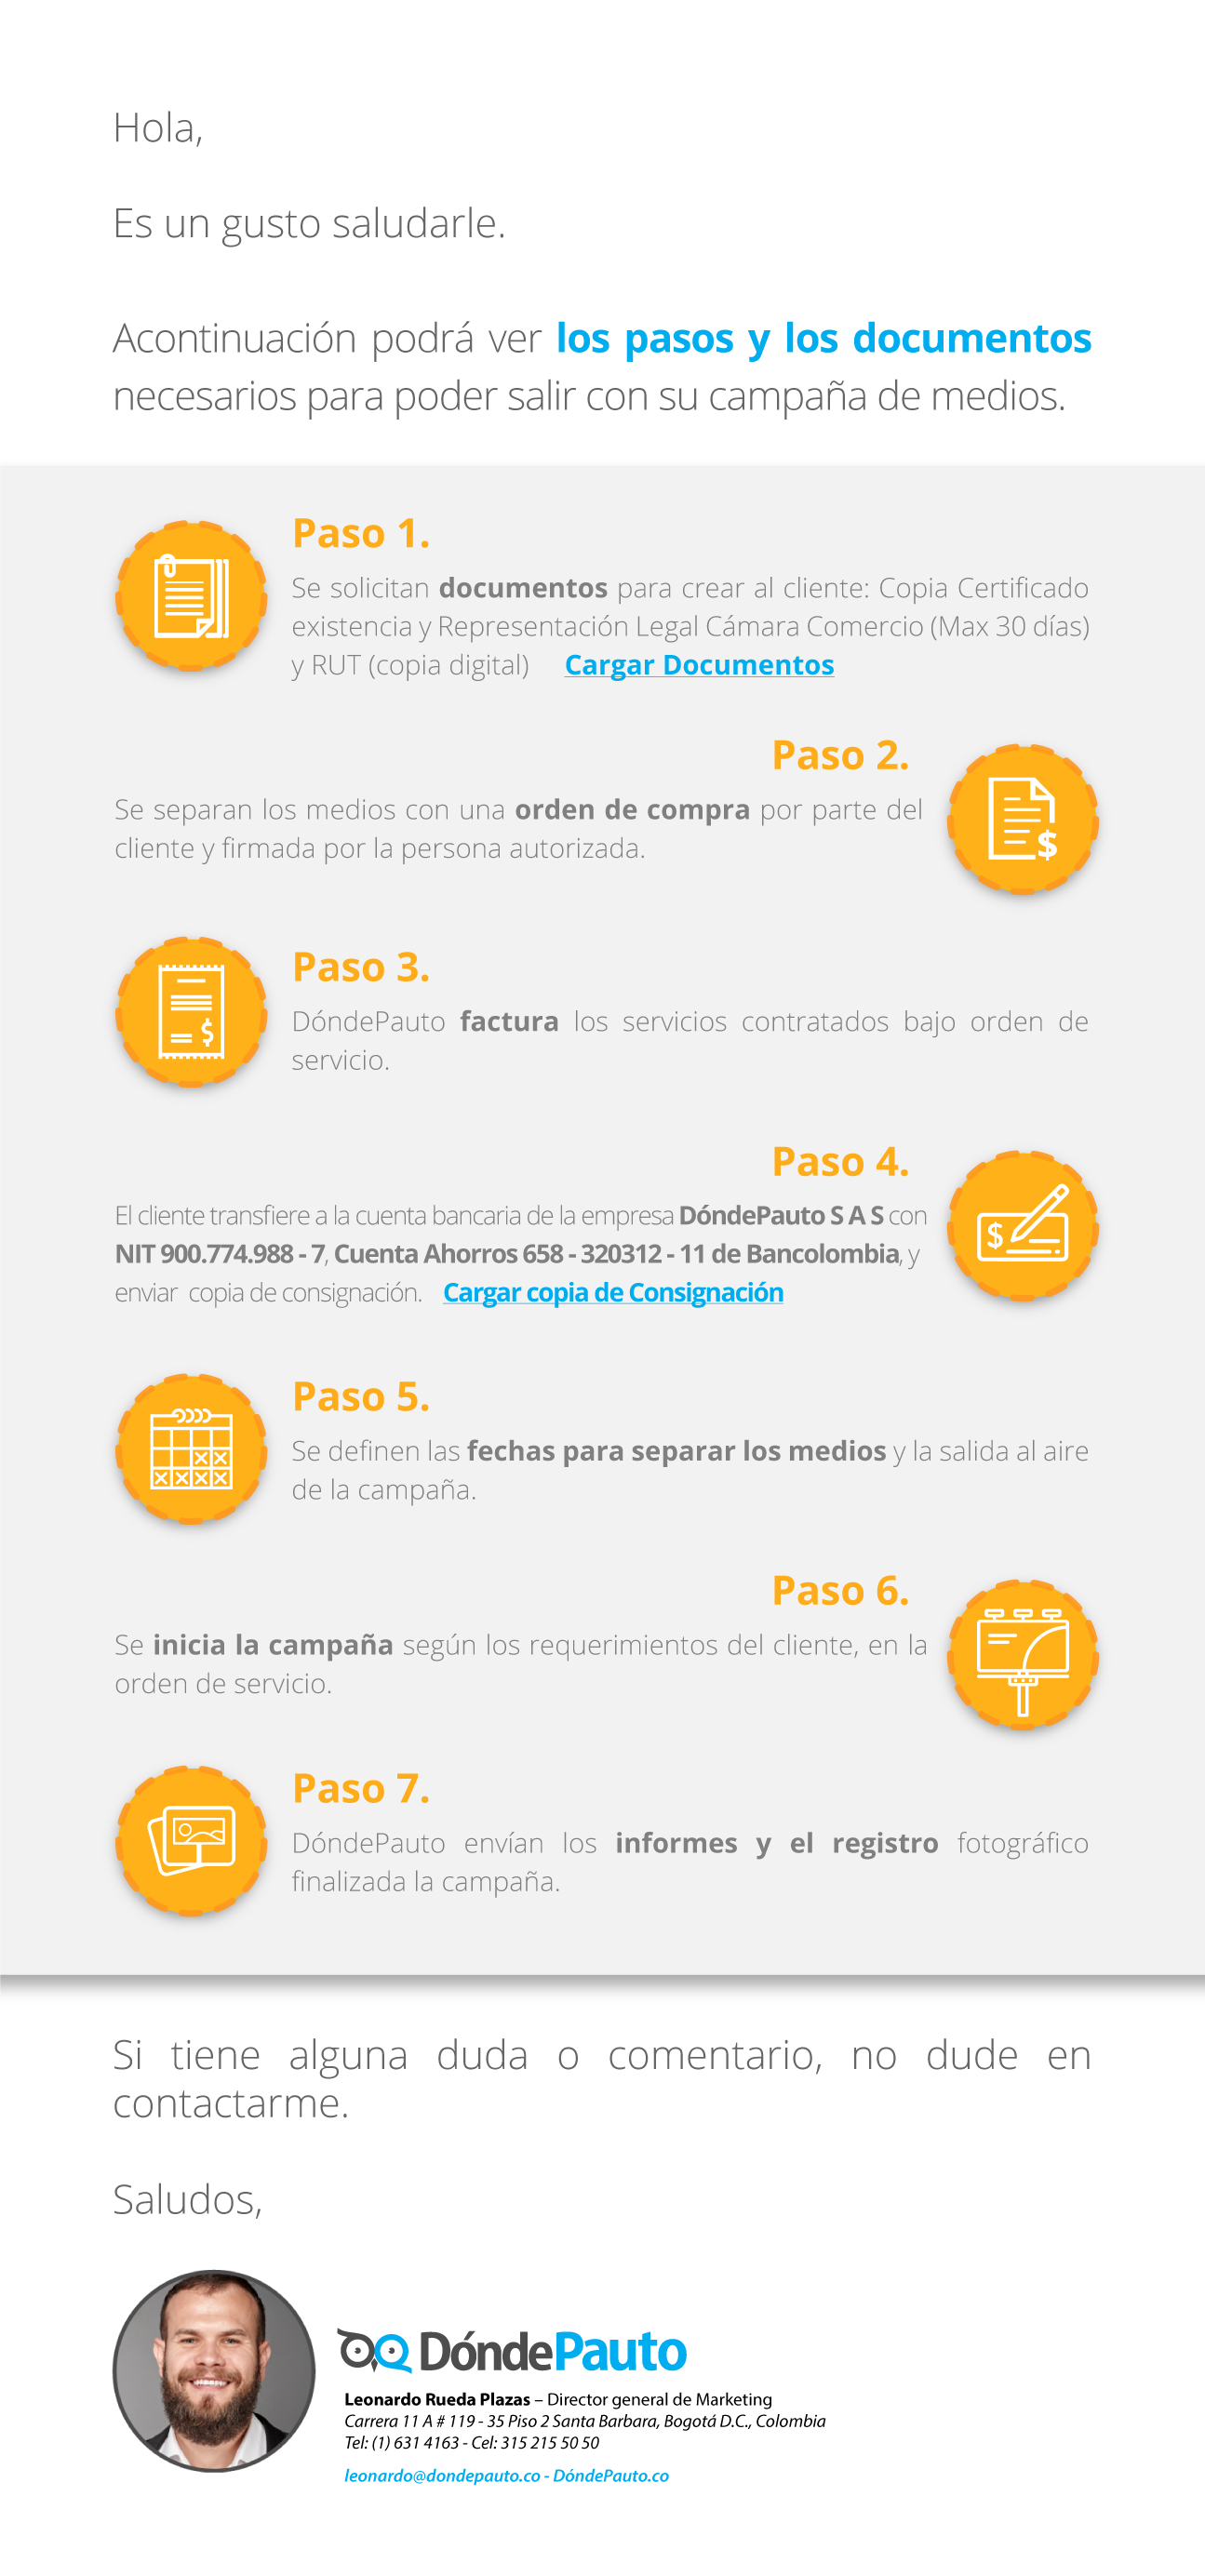 Hola,
Es un gusto saludarle.
Acontinuación podrá ver los pasos y los documentos
necesarios para poder salir con su campaña de medios.
Paso 1.
Se solicitan documentos para crear al cliente: Copia Certificado
existencia y Representación Legal Cámara Comercio (Max 30 días)
y RUT (copia digital) Cargar Documentos
Paso 2.
Se separan los medios con una orden de compra por parte del
cliente y firmada por la persona autorizada.
$
Paso 3.
DóndePauto factura los servicios contratados bajo orden de
servicio.
$
Paso 4.
El cliente transfiere a la cuenta bancaria de la empresa DóndePauto S A S con
NIT 900.774.988 - 7, Cuenta Ahorros 658 - 320312 - 11 de Bancolombia, y
enviar copia de consignación. Cargar copia de Consignación
$
Paso 5.
Se definen las fechas para separar los medios y la salida al aire
de la campaña.
Paso 6.
Se inicia la campaña según los requerimientos del cliente, en la
orden de servicio.
Paso 7.
DóndePauto envían los informes y el registro fotográfico
finalizada la campaña.
Si tiene alguna duda o comentario, no dude en
contactarme.
Saludos,
DóndePauto
Leonardo Rueda Plazas – Director general de Marketing
Carrera 11 A # 119 - 35 Piso 2 Santa Barbara, Bogotá D.C., Colombia
Tel: (1) 631 4163 - Cel: 315 215 50 50
leonardo@dondepauto.co - DóndePauto.co